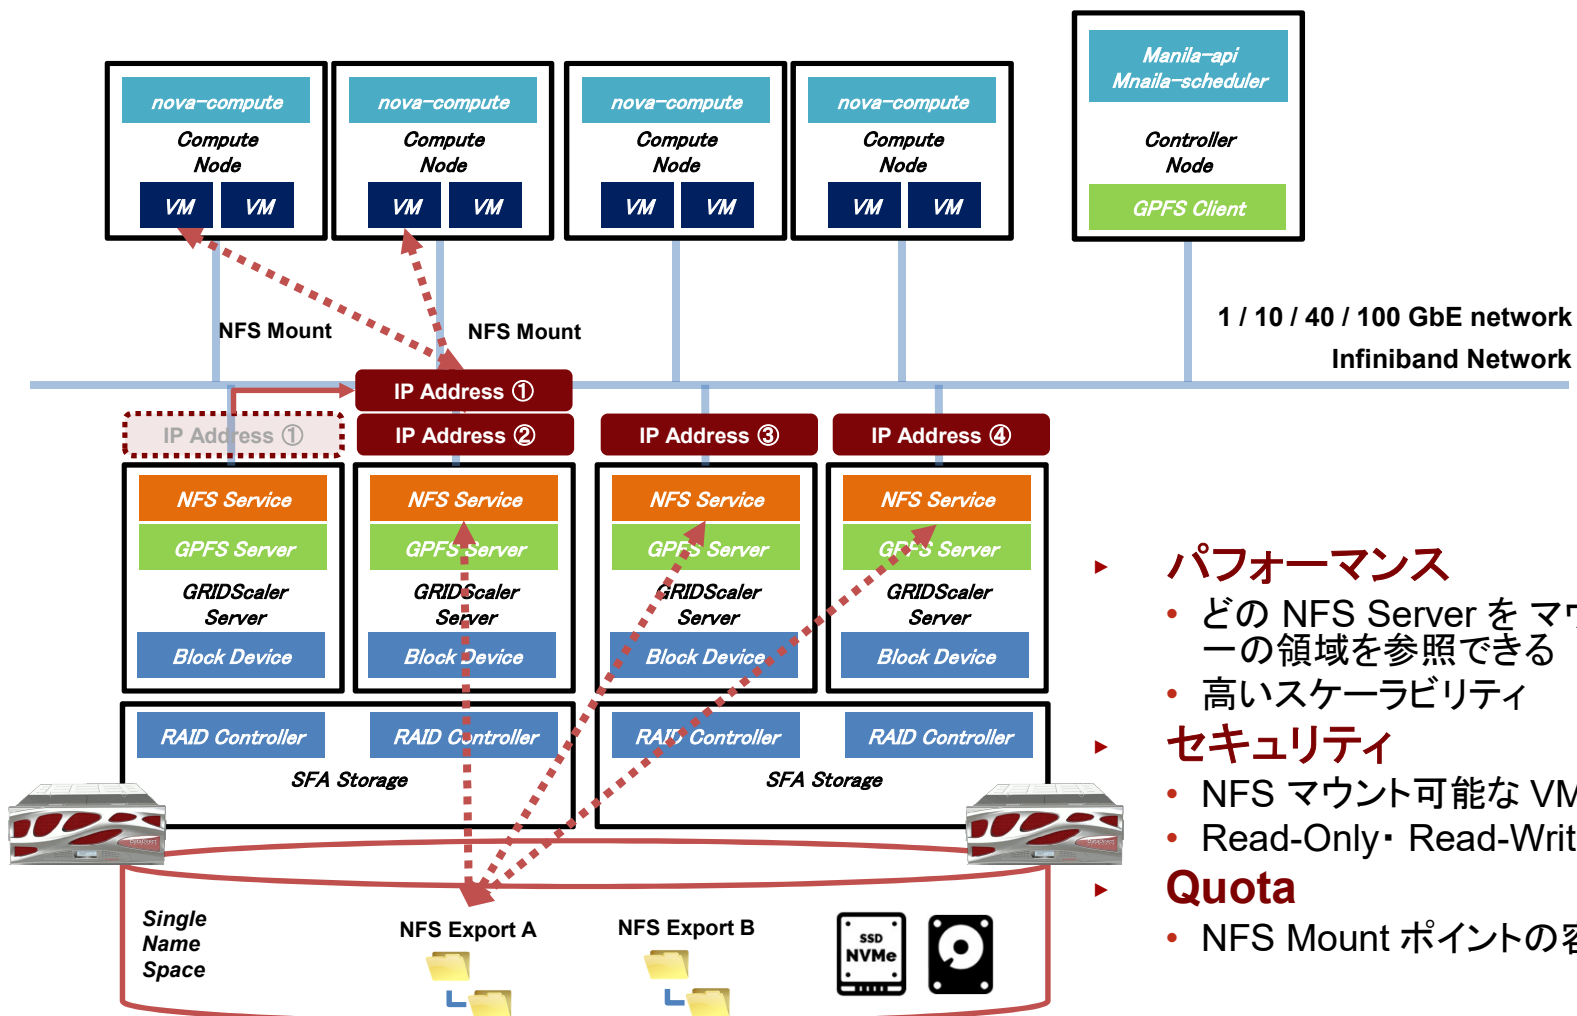 nova-compute
Compute
Node
VM VM
nova-compute
Compute
Node
VM VM
nova-compute
Compute
Node
VM VM
nova-compute
Compute
Node
VM VM
Manila-api
Mnaila-scheduler
Controller
Node
GPFS Client
NFS Mount
NFS Mount
1 / 10 / 40 / 100 GbE network
Infiniband Network
IP Address ①
IP Address ①
IP Address ②
IP Address ③
IP Address ④
NFS Service
GPFS Server
GRIDScaler
Server
Block Device
NFS Service
GPFS Server
GRIDScaler
Server
Block Device
NFS Service
GPFS Server
GRIDScaler
Server
Block Device
NFS Service
GPFS Server
GRIDScaler
Server
Block Device
RAID Controller
RAID Controller
SFA Storage
RAID Controller
RAID Controller
SFA Storage
Single
Name
Space
NFS Export A
NFS Export B
SSD
NVMe
パフォーマンス
• どの NFS Server を マウ
一の領域を参照できる
• 高いスケーラビリティ
セキュリティ
• NFS マウント可能な VM
• Read-Only・ Read-Writ
Quota
• NFS Mount ポイントの容